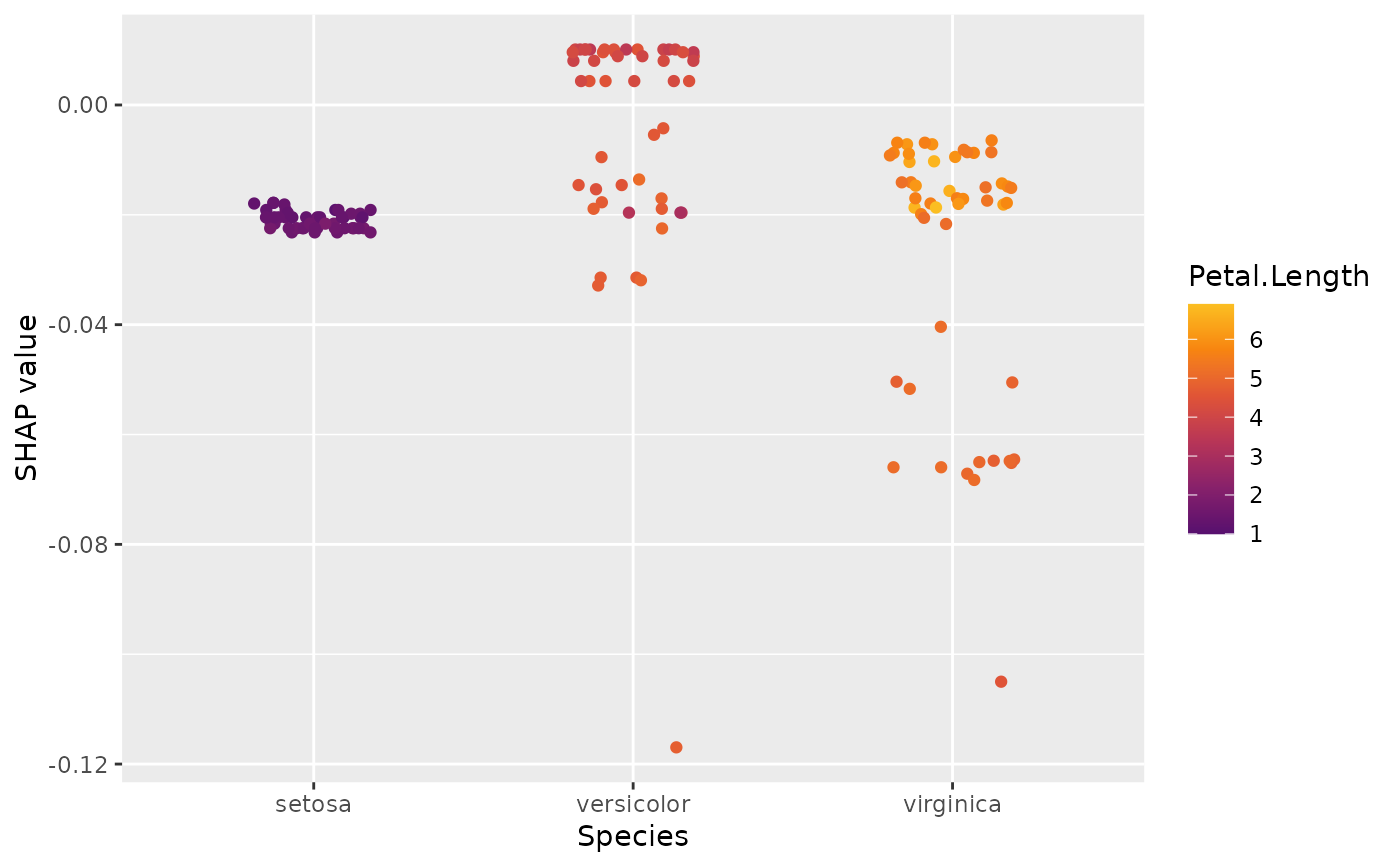 0.00
-0.04
-0.08
-0.12
SHAP value
setosa versicolor virginica
Species
Petal.Length
6
5
4
3
2
1